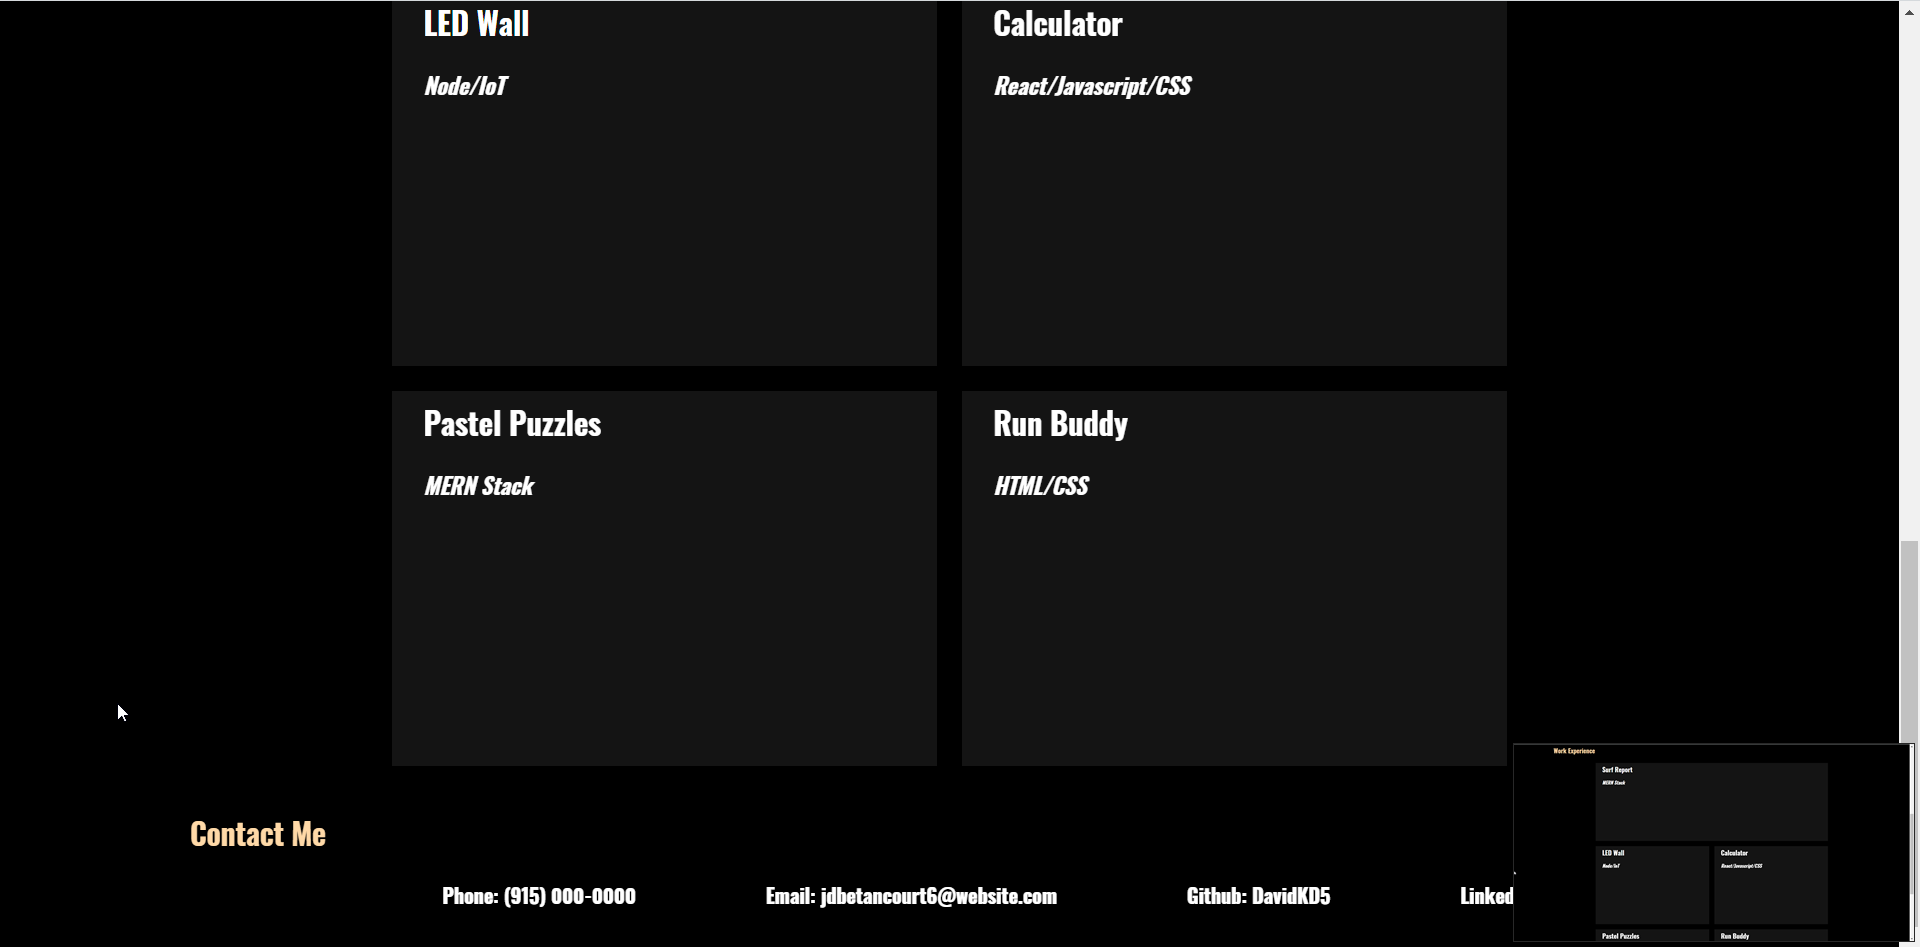 LED Wall
Calculator
Node/IoT
React/Javascript/CSS
Pastel Puzzles
Run Buddy
MERN Stack
HTML/CSS
Contact Me
Phone: (915) 000-0000
Email: jdbetancourt6@website.com
Github: DavidKD5
Linked
Work Experience
Surf Report
MERN Stack
LED Wall
Calculator
Node/IoT
React/Javascript/CSS
Pastel Puzzles
Run Buddy